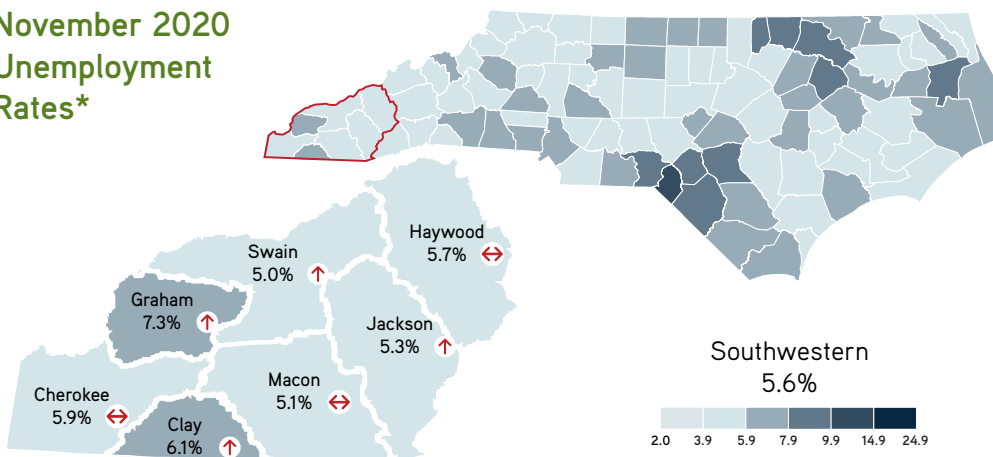 November 2020
Unemployment
Rates*
Haywood
5.7%
Swain
5.0%
Graham
7.3%
Jackson
5.3%
Macon
5.1%
Cherokee
5.9%
Clay
6.1%
Southwestern
5.6%
2.0 3.9 5.9 7.9 9.9 14.9 24.9